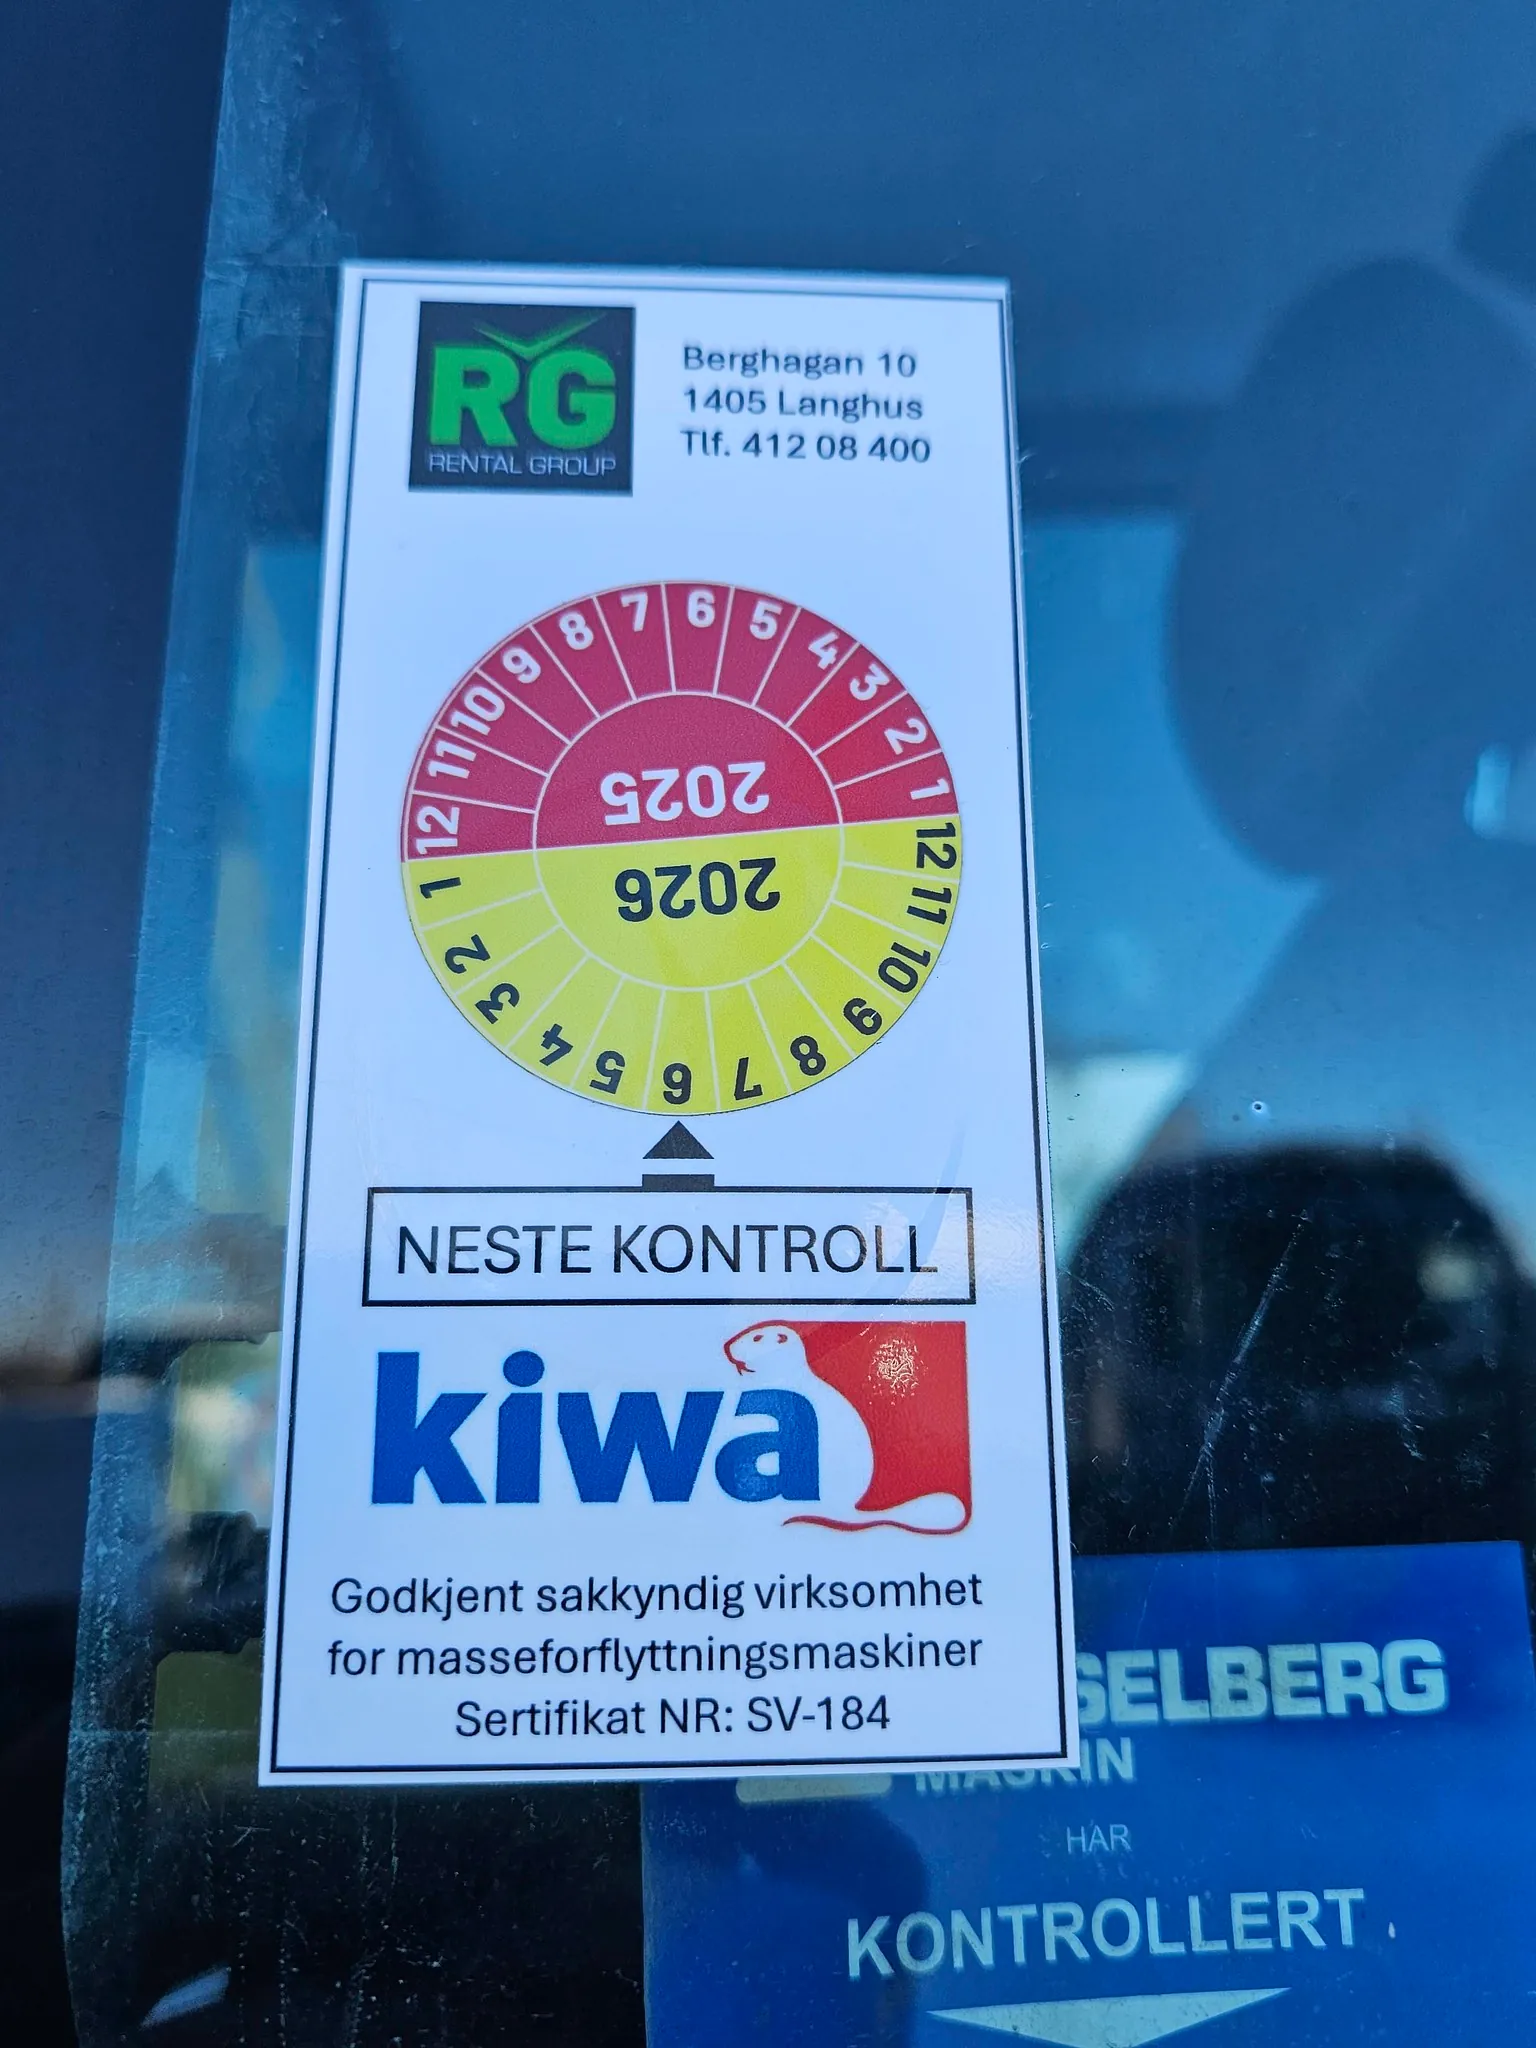 RG
RENTAL GROUP
Berghagan 10
1405 Langhus
Tlf. 412 08 400
12 11 10 9 8 7 6 5 4 3 2 1
2025
2026
1 2 3 4 5 6 7 8 9 10 11 12
NESTE KONTROLL
kiwa
Godkjent sakkyndig virksomhet
for masseforflyttningsmaskiner
Sertifikat NR: SV-184
SELBERG
MASKIN
HAR
KONTROLLERT